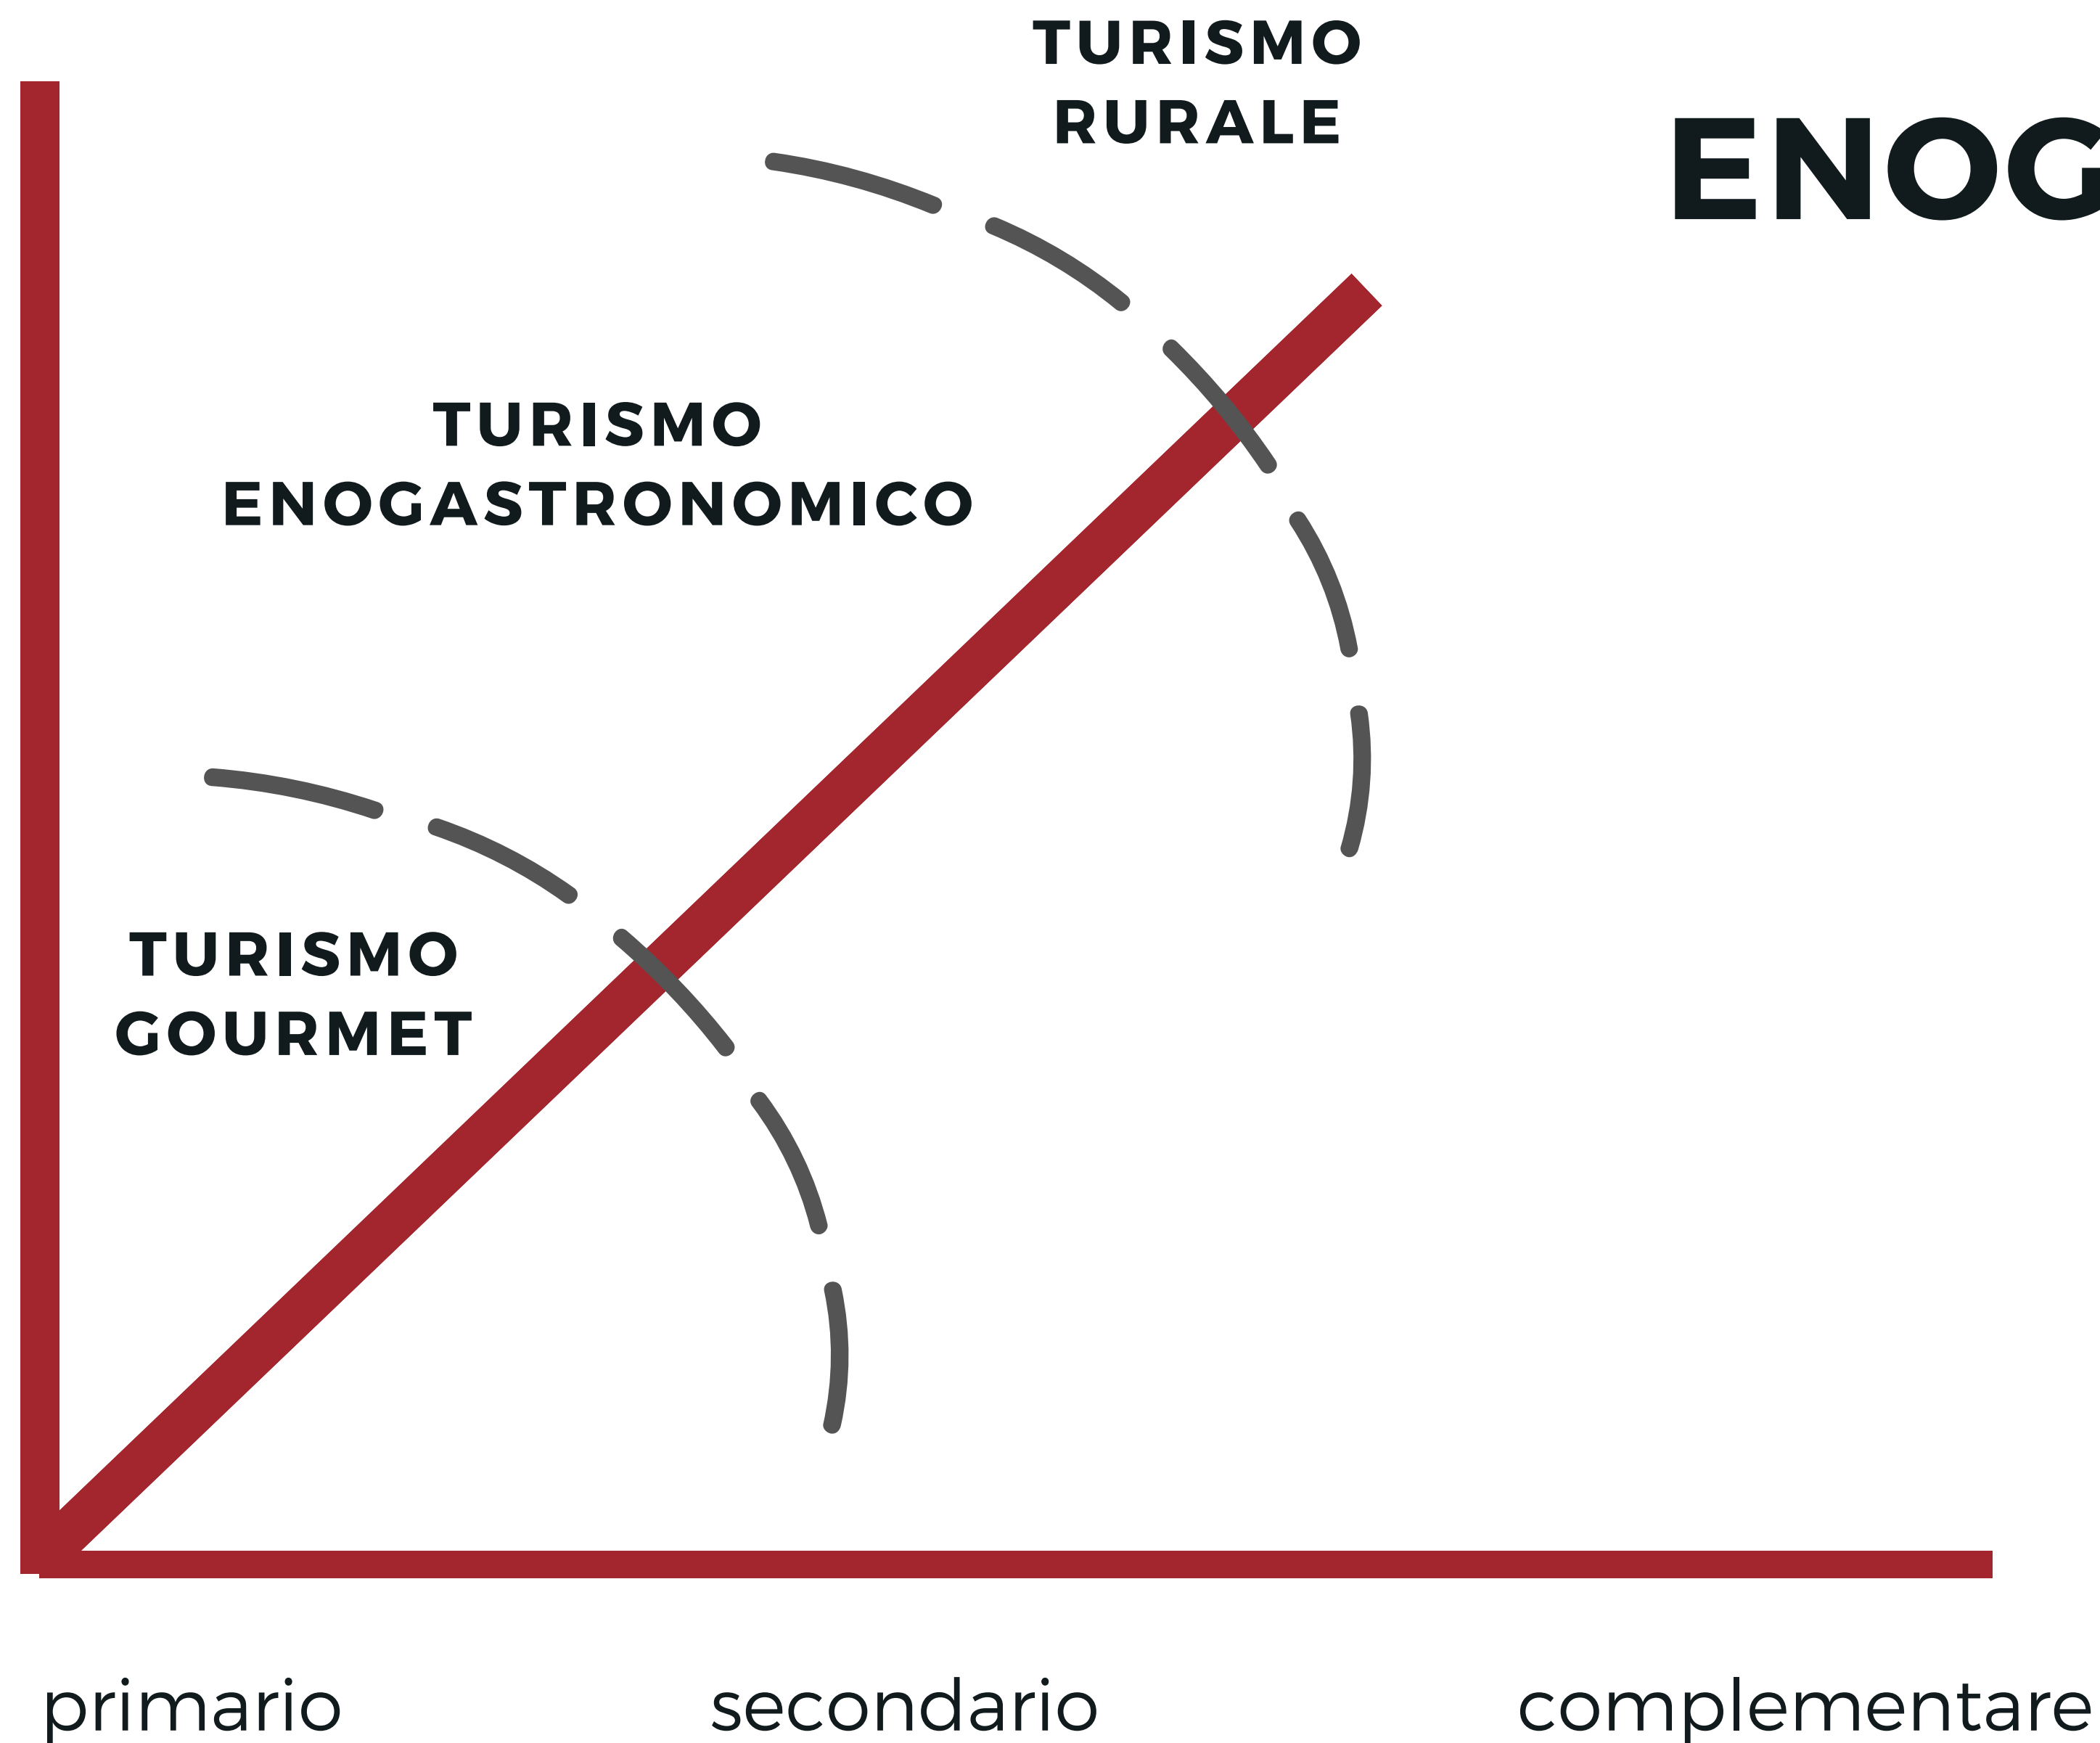 TURISMO
RURALE
ENOG
TURISMO
ENOGASTRONOMICO
TURISMO
GOURMET
primario
secondario
complementare